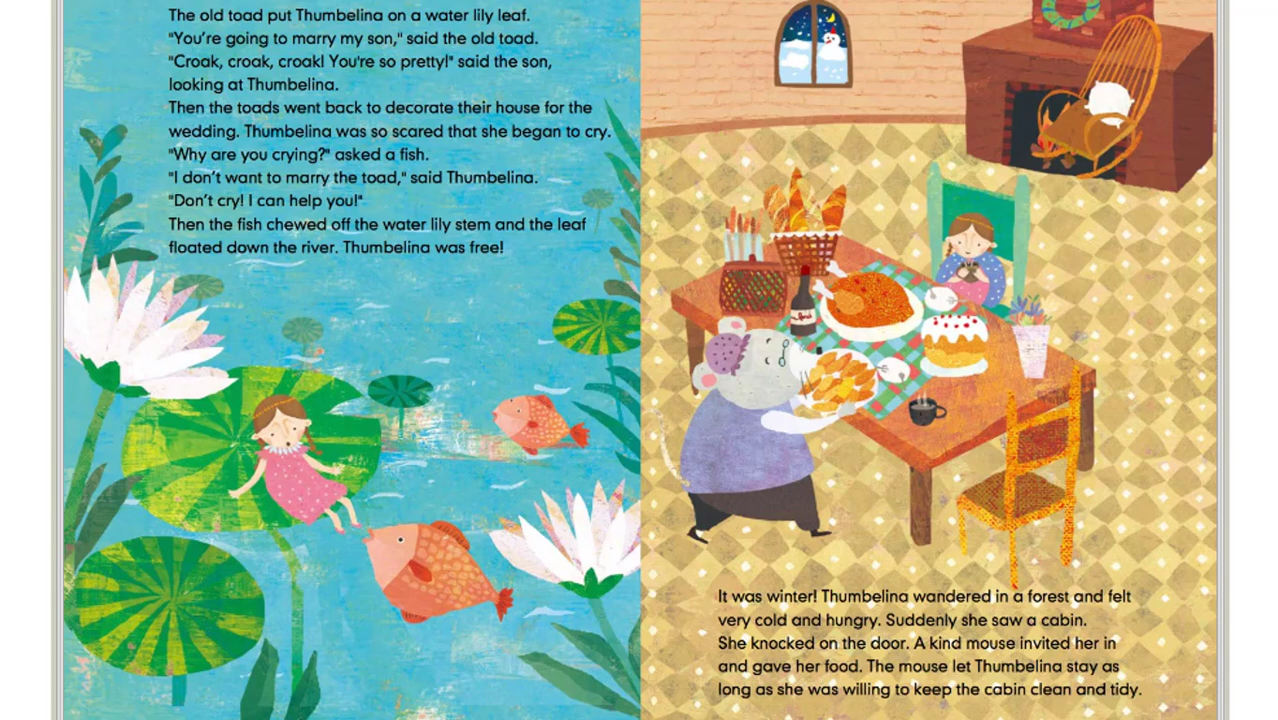 The old toad put Thumbelina on a water lily leaf.
"You're going to marry my son," said the old toad.
"Croak, croak, croak! You're so pretty!" said the son,
looking at Thumbelina.
Then the toads went back to decorate their house for the
wedding. Thumbelina was so scared that she began to cry.
"Why are you crying?" asked a fish.
"I don't want to marry the toad," said Thumbelina.
"Don't cry! I can help you!"
Then the fish chewed off the water lily stem and the leaf
floated down the river. Thumbelina was free!
It was winter! Thumbelina wandered in a forest and felt
very cold and hungry. Suddenly she saw a cabin.
She knocked on the door. A kind mouse invited her in
and gave her food. The mouse let Thumbelina stay as
long as she was willing to keep the cabin clean and tidy.